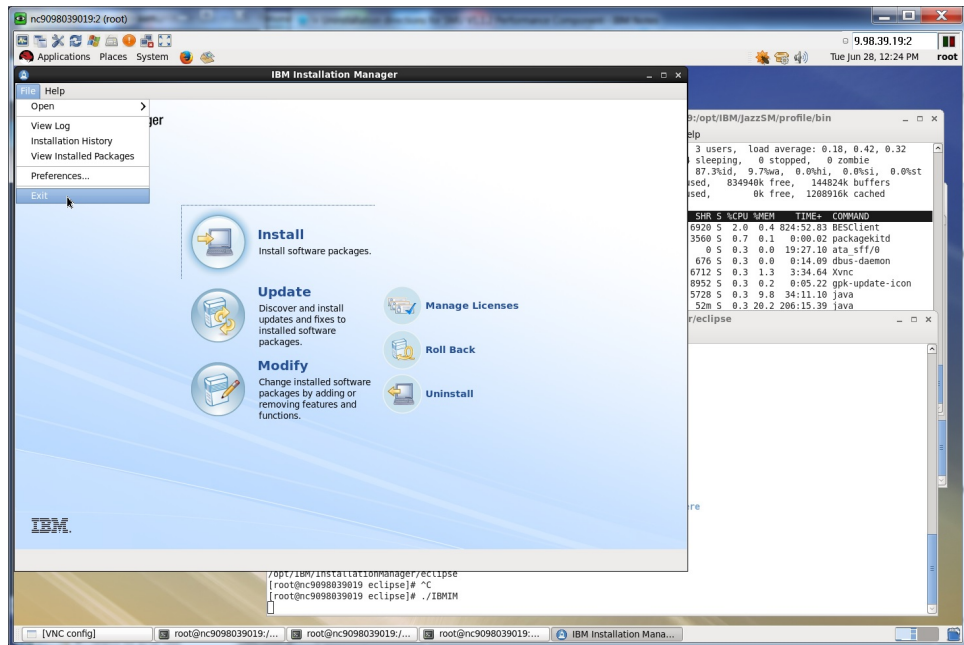 nc9098039019:2 (root)
9.98.39.19:2
Applications Places System
Tue Jun 28, 12:24 PM root
IBM Installation Manager
File Help
Open
View Log
Installation History
View Installed Packages
Preferences...
Exit
Install
Install software packages.
Update
Discover and install
updates and fixes to
installed software
packages.
Modify
Change installed software
packages by adding or
removing features and
functions.
Manage Licenses
Roll Back
Uninstall
IBM.
9:/opt/IBM/JazzSM/profile/bin
elp
3 users, load average: 0.18, 0.42, 0.32
sleeping, 0 stopped, 0 zombie
87.3%id, 9.7%wa, 0.0%hi, 0.0%si, 0.0%st
used, 834940k free, 144824k buffers
used, 0k free, 1208916k cached
SHR S %CPU %MEM TIME+ COMMAND
6920 S 2.0 0.4 824:52.83 BESClient
3560 S 0.7 0.1 0:00.02 packagekitd
0 S 0.3 0.0 19:27.10 ata_sff/0
676 S 0.3 0.0 0:14.09 dbus-daemon
6712 S 0.3 1.3 3:34.64 Xvnc
8952 S 0.3 0.2 0:05.22 gpk-update-icon
5728 S 0.3 9.8 34:11.10 java
52m S 0.3 20.2 206:15.39 java
r/eclipse
ere
/opt/IBM/InstallationManager/eclipse
[root@nc9098039019 eclipse]# ^C
[root@nc9098039019 eclipse]# ./IBMIM
[VNC config]
root@nc9098039019:/...
root@nc9098039019:/...
root@nc9098039019:...
IBM Installation Mana...